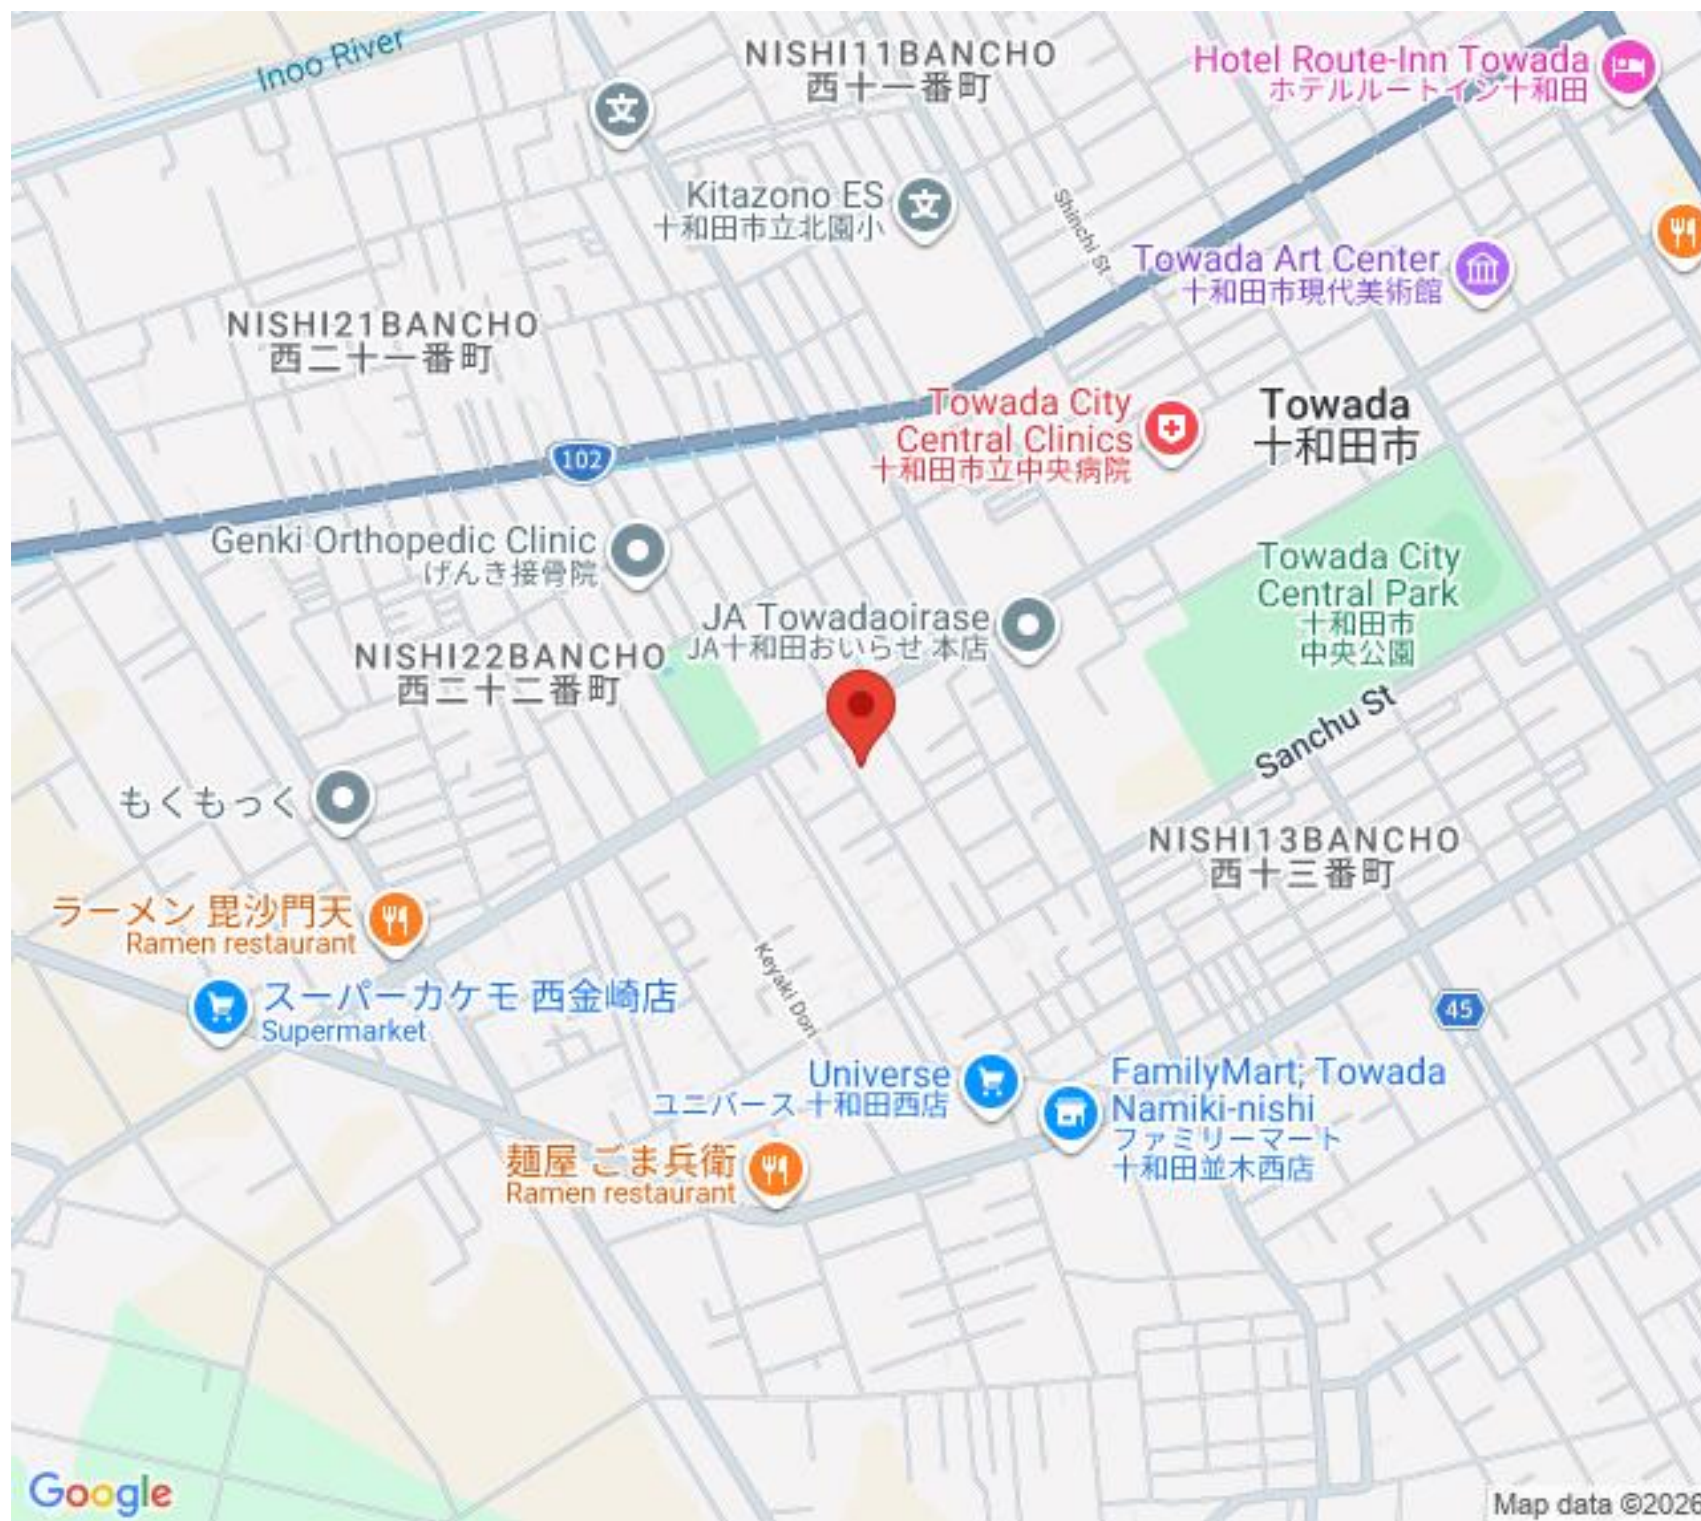 Inoo River
NISHI11BANCHO
西十一番町
Hotel Route-Inn Towada
ホテルルートイン十和田
文
Kitazono ES
十和田市立北園小
文
Shinchi St
Towada Art Center
十和田市現代美術館
NISHI21BANCHO
西二十一番町
Towada City
Central Clinics
十和田市立中央病院
Towada
十和田市
102
Genki Orthopedic Clinic
げんき接骨院
Towada City
Central Park
十和田市
中央公園
JA Towadaoirase
JA十和田おいらせ 本店
NISHI22BANCHO
西二十二番町
Sanchu St
もくもっく
NISHI13BANCHO
西十三番町
ラーメン 毘沙門天
Ramen restaurant
Keyaki Dori
スーパーカケモ 西金崎店
Supermarket
45
Universe
ユニバース 十和田西店
FamilyMart; Towada
Namiki-nishi
ファミリーマート
十和田並木西店
麺屋 ごま兵衛
Ramen restaurant
Google
Map data ©2026